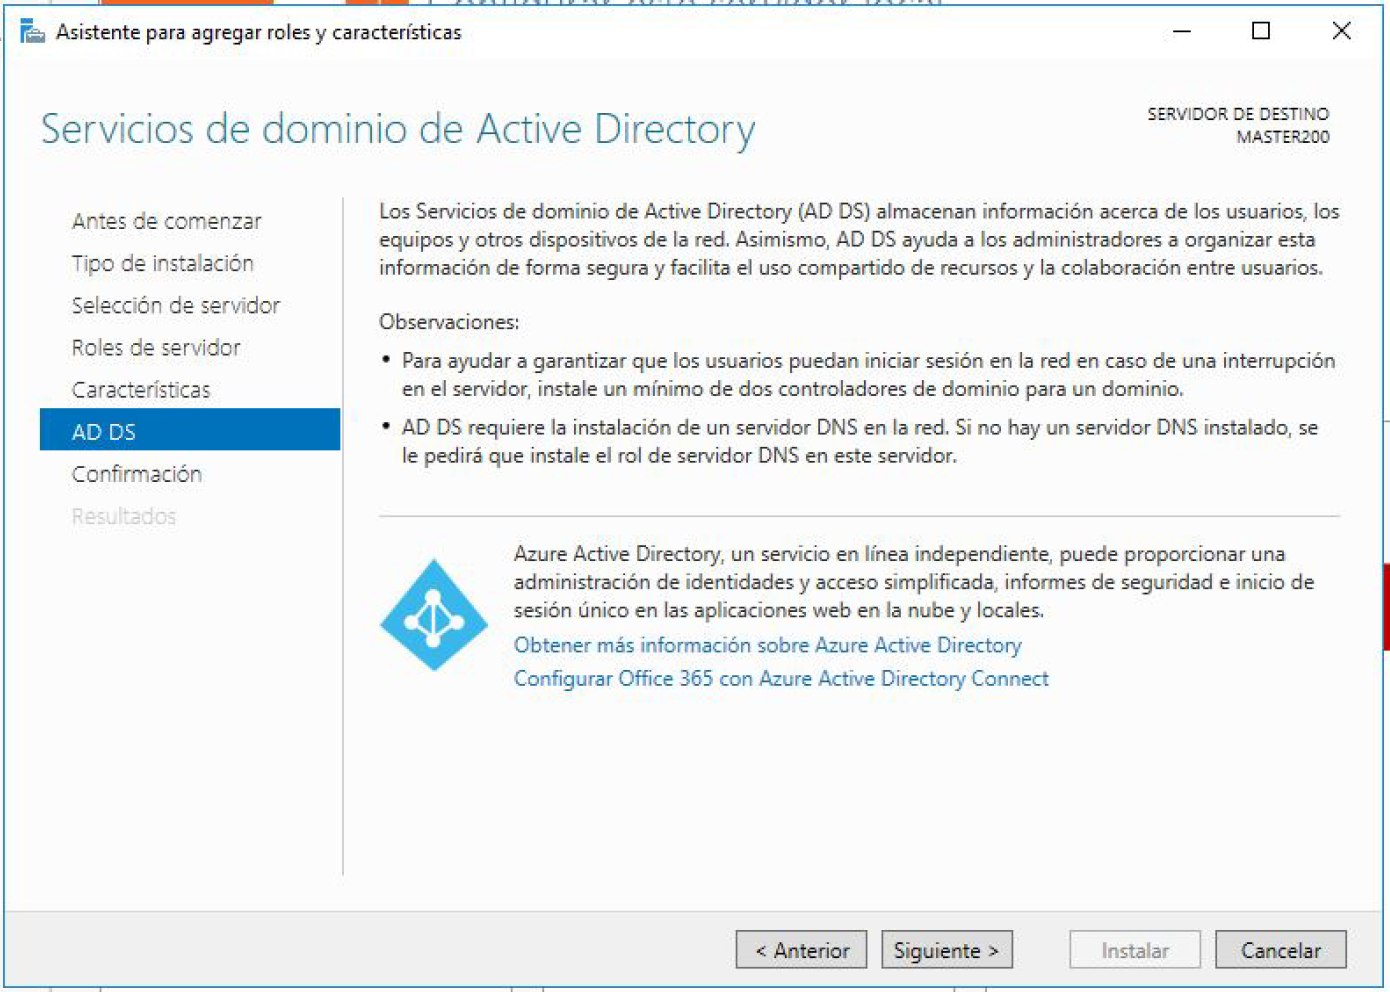 Asistente para agregar roles y características
Servicios de dominio de Active Directory
SERVIDOR DE DESTINO
MASTER200
Antes de comenzar
Tipo de instalación
Selección de servidor
Roles de servidor
Características
AD DS
Confirmación
Resultados
Los Servicios de dominio de Active Directory (AD DS) almacenan información acerca de los usuarios, los
equipos y otros dispositivos de la red. Asimismo, AD DS ayuda a los administradores a organizar esta
información de forma segura y facilita el uso compartido de recursos y la colaboración entre usuarios.
Observaciones:
• Para ayudar a garantizar que los usuarios puedan iniciar sesión en la red en caso de una interrupción
en el servidor, instale un mínimo de dos controladores de dominio para un dominio.
• AD DS requiere la instalación de un servidor DNS en la red. Si no hay un servidor DNS instalado, se
le pedirá que instale el rol de servidor DNS en este servidor.
Azure Active Directory, un servicio en línea independiente, puede proporcionar una
administración de identidades y acceso simplificada, informes de seguridad e inicio de
sesión único en las aplicaciones web en la nube y locales.
Obtener más información sobre Azure Active Directory
Configurar Office 365 con Azure Active Directory Connect
< Anterior
Siguiente >
Instalar
Cancelar